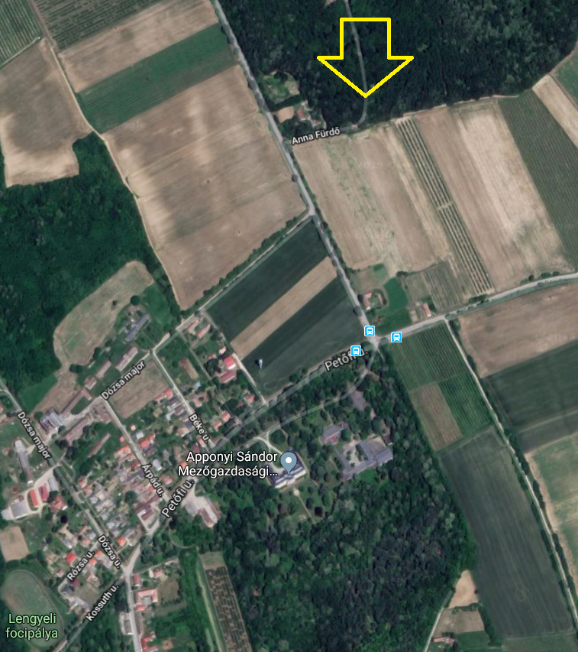 Anna Fürdő
Petőfi u.
Dózsa major
Béke u.
Dózsa major
Apponyi Sándor
Mezőgazdasági...
Árpád u.
Petőfi u.
Dózsa u.
Rózsa u.
Kossuth u.
Lengyeli
focipálya